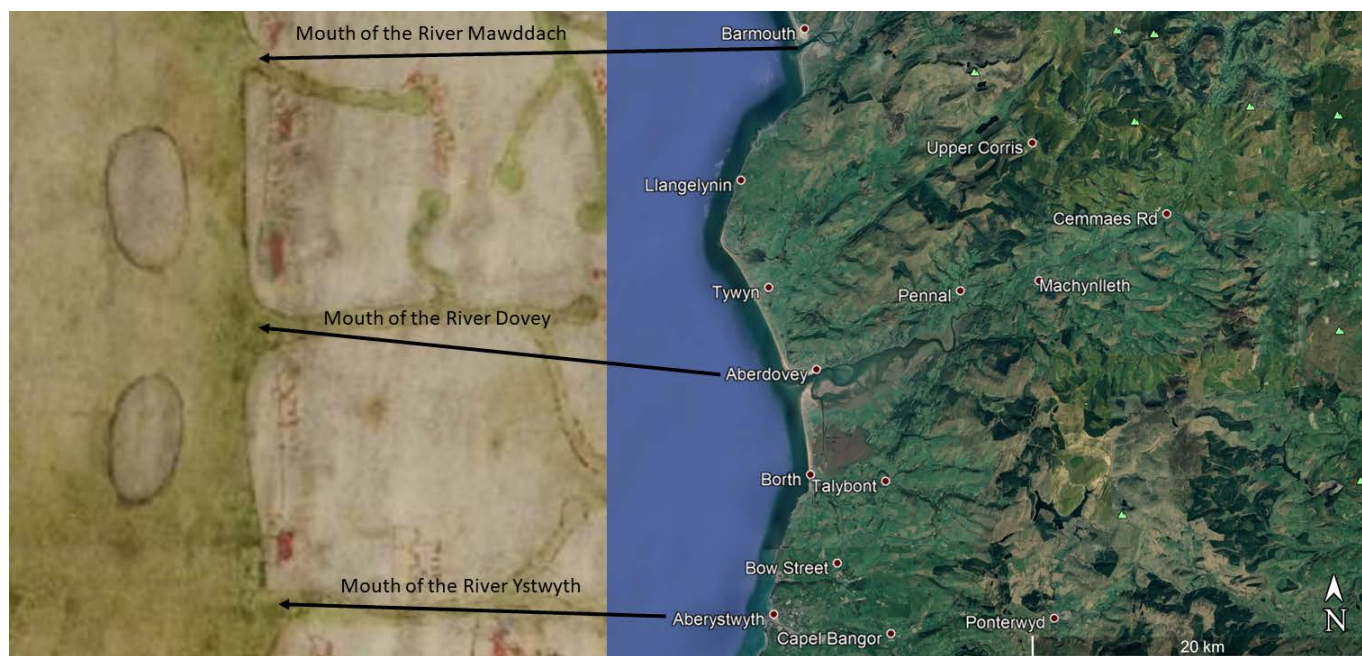 Mouth of the River Mawddach
Barmouth
Upper Corris
Llangelynin
Cemmaes Rd
Tywyn
Pennal
Machynlleth
Mouth of the River Dovey
Aberdovey
Borth
Talybont
Bow Street
Mouth of the River Ystwyth
Aberystwyth
Capel Bangor
Ponterwyd
N
20 km